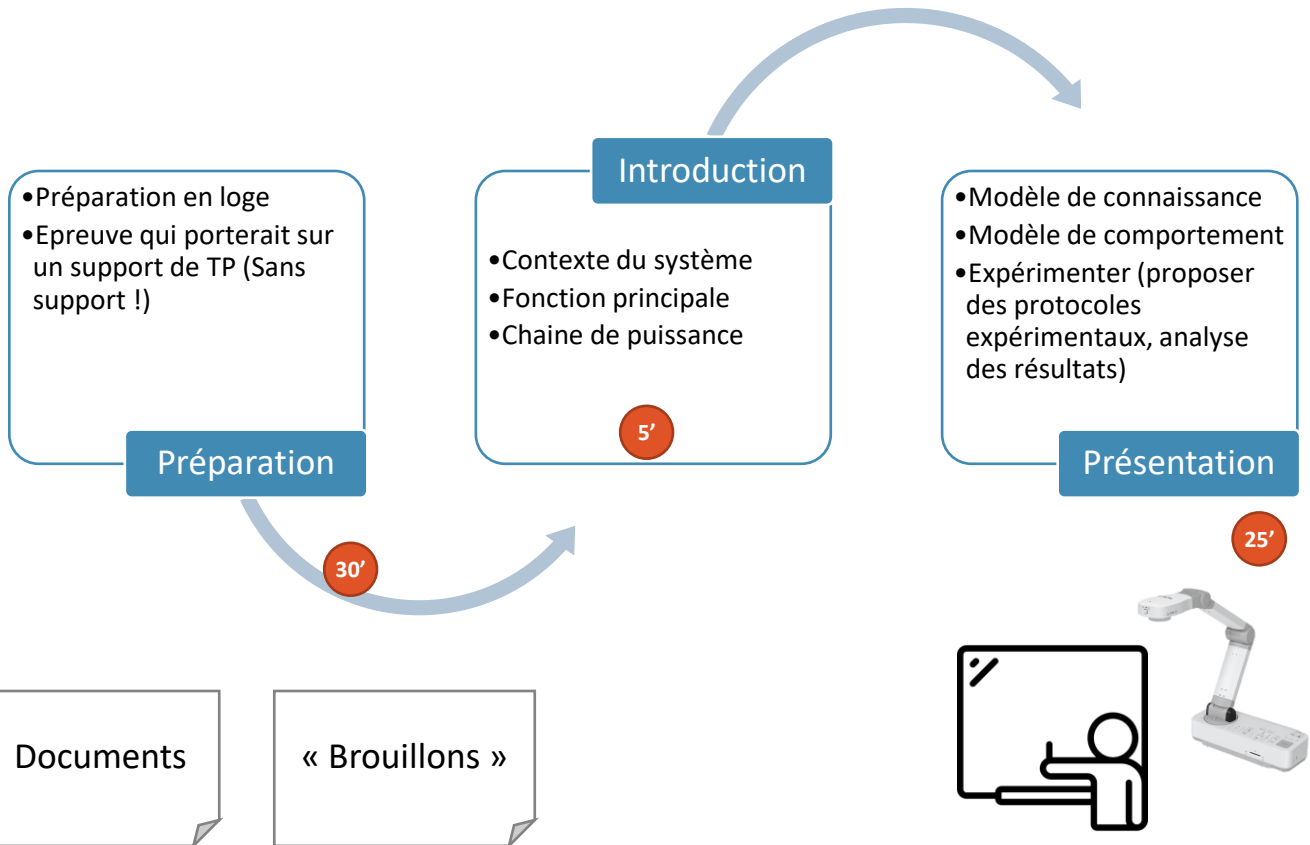 •Préparation en loge
•Epreuve qui porterait sur
un support de TP (Sans
support !)
Préparation
30’
Introduction
•Contexte du système
•Fonction principale
•Chaine de puissance
5’
•Modèle de connaissance
•Modèle de comportement
•Expérimenter (proposer
des protocoles
expérimentaux, analyse
des résultats)
Présentation
25’
Documents
« Brouillons »